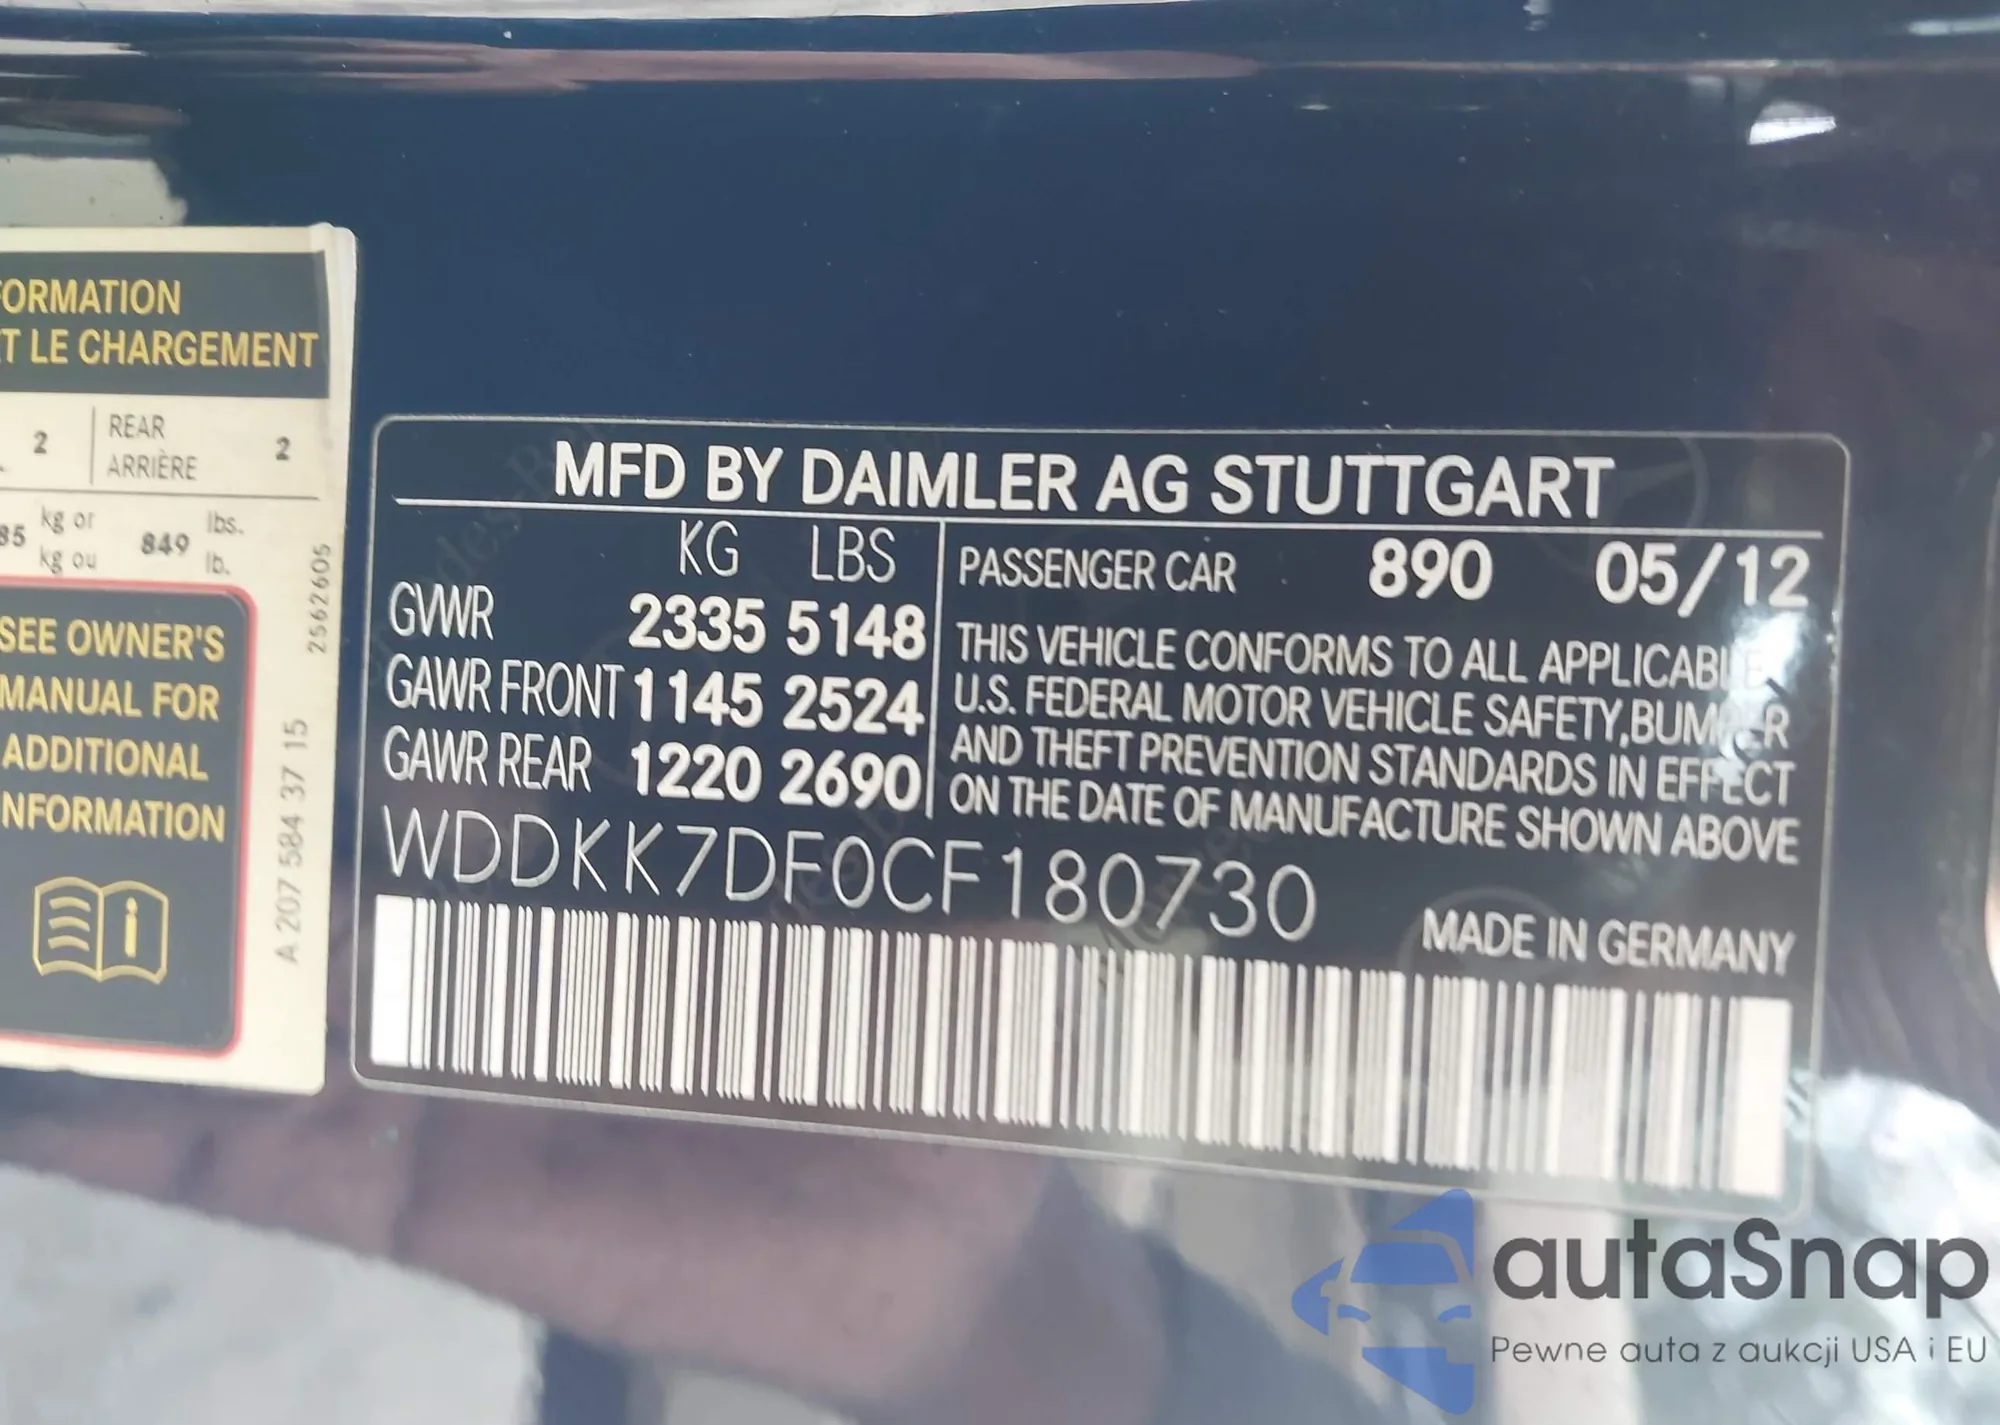 FORMATION
ET LE CHARGEMENT
2 REAR 2
ARRIÈRE
85 kg or 849 lbs.
kg ou lb.
SEE OWNER'S
MANUAL FOR
ADDITIONAL
INFORMATION
2562605
A 207 584 37 15
MFD BY DAIMLER AG STUTTGART
KG LBS
GVWR 2335 5148
GAWR FRONT 1145 2524
GAWR REAR 1220 2690
PASSENGER CAR 890 05/12
THIS VEHICLE CONFORMS TO ALL APPLICABLE
U.S. FEDERAL MOTOR VEHICLE SAFETY,BUMPER
AND THEFT PREVENTION STANDARDS IN EFFECT
ON THE DATE OF MANUFACTURE SHOWN ABOVE
WDDKK7DF0CF180730
MADE IN GERMANY
autaSnap
Pewne auta z aukcji USA i EU